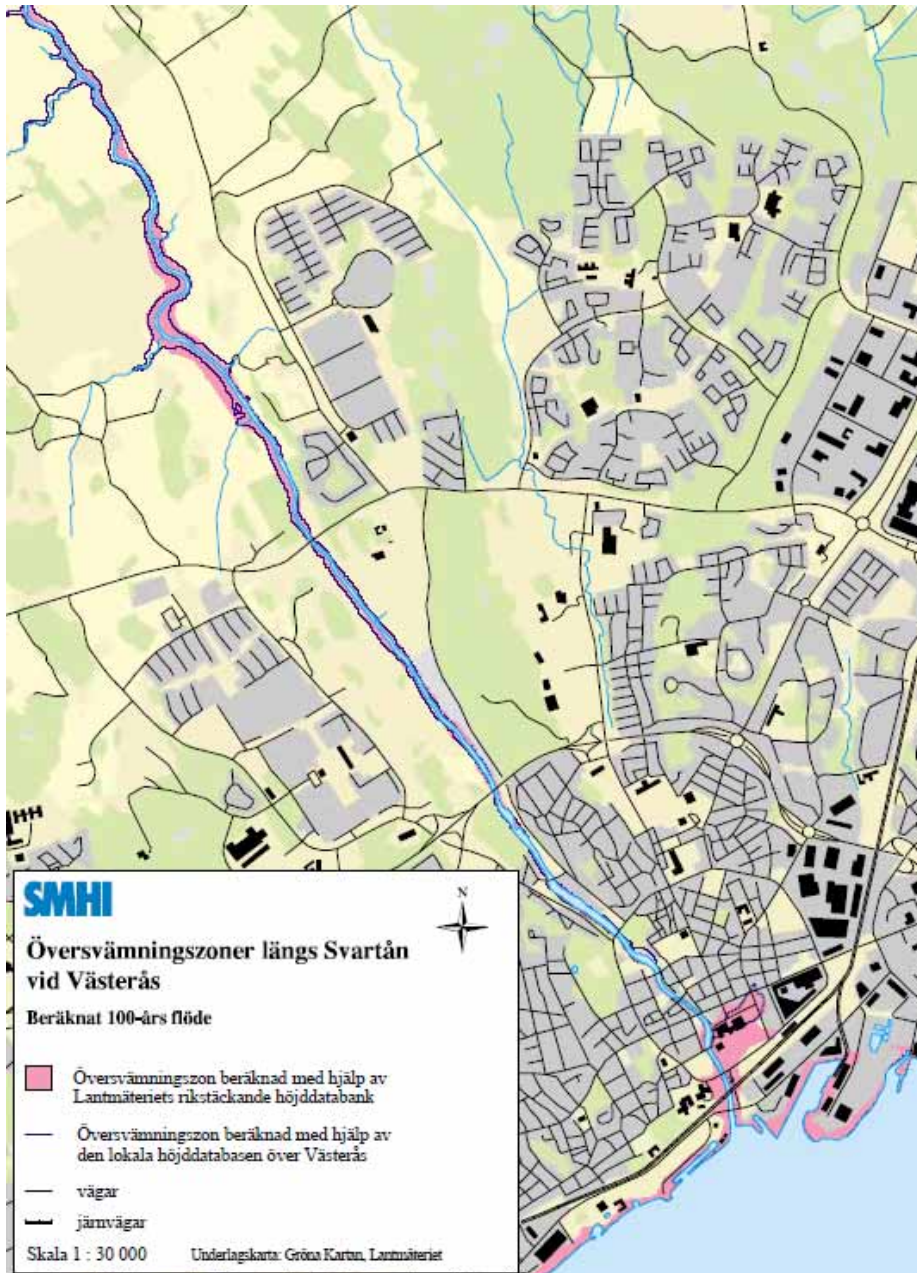 SMHI
N
Översvämningszoner längs Svartån
vid Västerås
Beräknat 100-års flöde
Översvämningszon beräknad med hjälp av
Lantmäteriets rikstäckande höjddatabank
Översvämningszon beräknad med hjälp av
den lokala höjddatabasen över Västerås
vägar
järnvägar
Skala 1 : 30 000 Underlagskarta: Gröna Kartan, Lantmäteriet